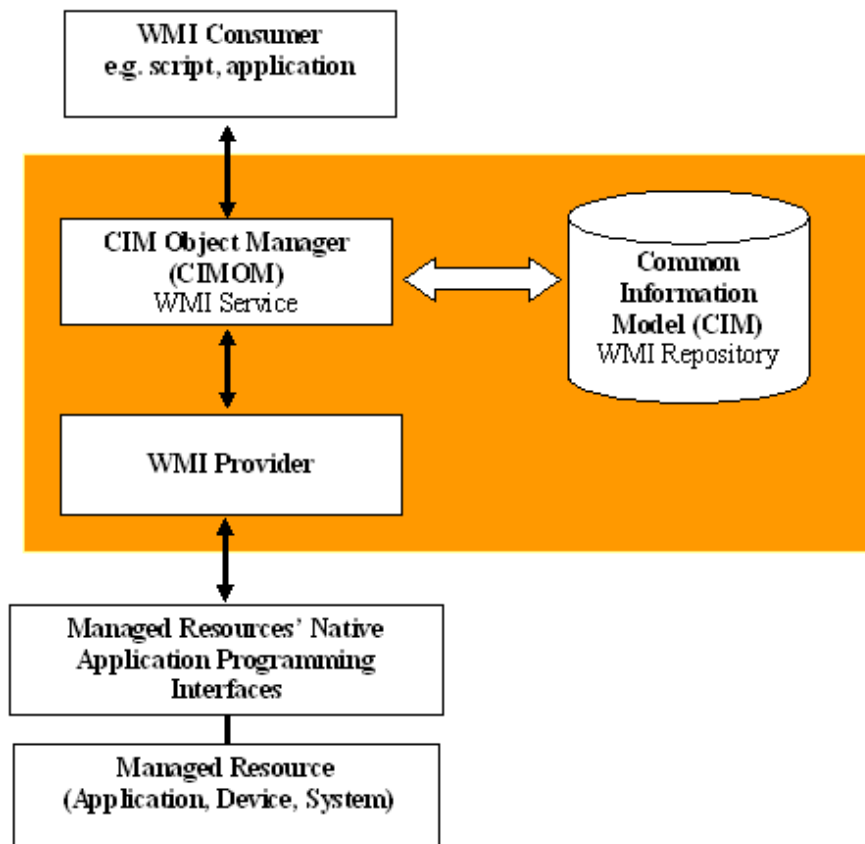 WMI Consumer
e.g. script, application
CIM Object Manager
(CIMOM)
WMI Service
Common
Information
Model (CIM)
WMI Repository
WMI Provider
Managed Resources’ Native
Application Programming
Interfaces
Managed Resource
(Application, Device, System)